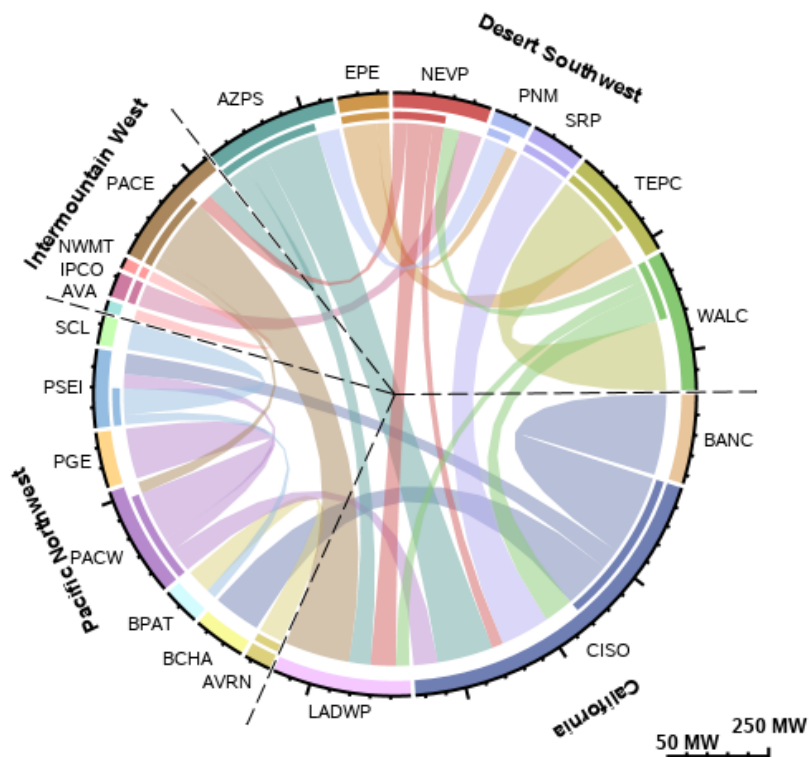 Desert Southwest
EPE
NEVP
PNM
SRP
AZPS
TEPC
Intermountain West
PACE
NWMT
IPCO
AVA
SCL
WALC
PSEI
BANC
PGE
Pacific Northwest
PACW
BPAT
BCHA
AVRN
LADWP
CISO
California
250 MW
50 MW